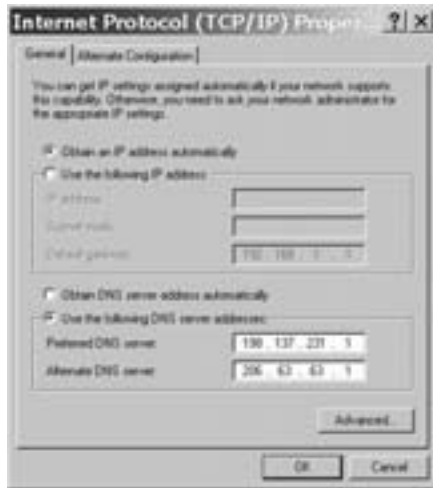 Internet Protocol (TCP/IP) Proper... ? X
General Alternate Configuration
You can get IP settings assigned automatically if your network supports
this capability. Otherwise, you need to ask your network administrator for
the appropriate IP settings.
Obtain an IP address automatically
Use the following IP address
IP address:
Subnet mask:
Default gateway: 192 . 168 . 1 . 1
Obtain DNS server address automatically
Use the following DNS server addresses:
Preferred DNS server: 198 . 137 . 231 . 1
Alternate DNS server: 206 . 63 . 63 . 1
Advanced...
OK Cancel